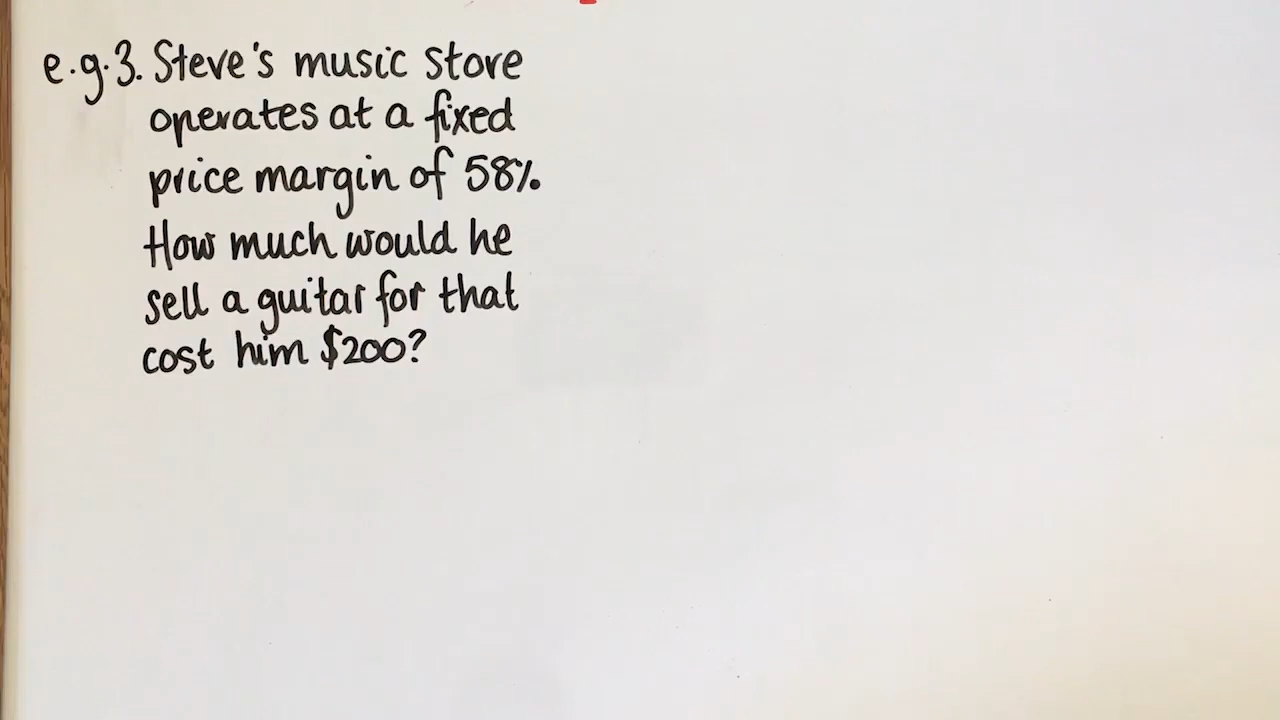 e.g.3. Steve's music store
operates at a fixed
price margin of 58%.
How much would he
sell a guitar for that
cost him $200?